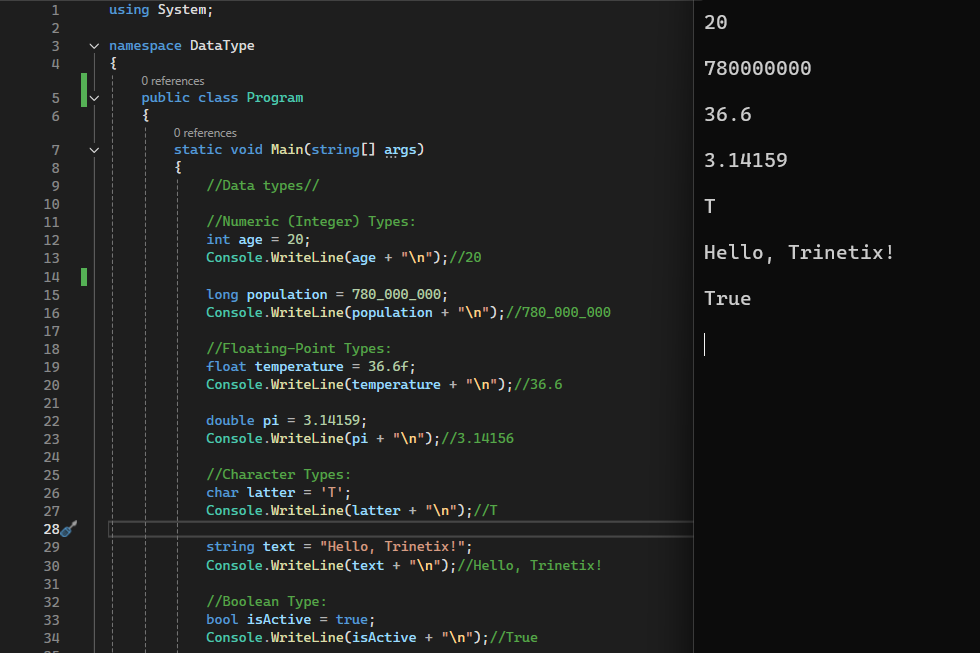 1 using System;
2
3 namespace DataType
4 {
0 references
5 public class Program
6 {
0 references
7 static void Main(string[] args)
8 {
9 //Data types//
10
11 //Numeric (Integer) Types:
12 int age = 20;
13 Console.WriteLine(age + "\n");//20
14
15 long population = 780_000_000;
16 Console.WriteLine(population + "\n");//780_000_000
17
18 //Floating-Point Types:
19 float temperature = 36.6f;
20 Console.WriteLine(temperature + "\n");//36.6
21
22 double pi = 3.14159;
23 Console.WriteLine(pi + "\n");//3.14156
24
25 //Character Types:
26 char latter = 'T';
27 Console.WriteLine(latter + "\n");//T
28
29 string text = "Hello, Trinetix!";
30 Console.WriteLine(text + "\n");//Hello, Trinetix!
31
32 //Boolean Type:
33 bool isActive = true;
34 Console.WriteLine(isActive + "\n");//True
20
780000000
36.6
3.14159
T
Hello, Trinetix!
True